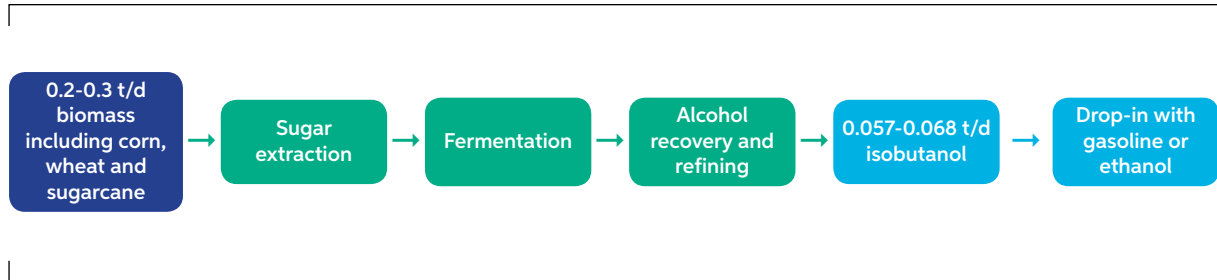 0.2-0.3 t/d
biomass
including corn,
wheat and
sugarcane
Sugar
extraction
Fermentation
Alcohol
recovery and
refining
0.057-0.068 t/d
isobutanol
Drop-in with
gasoline or
ethanol